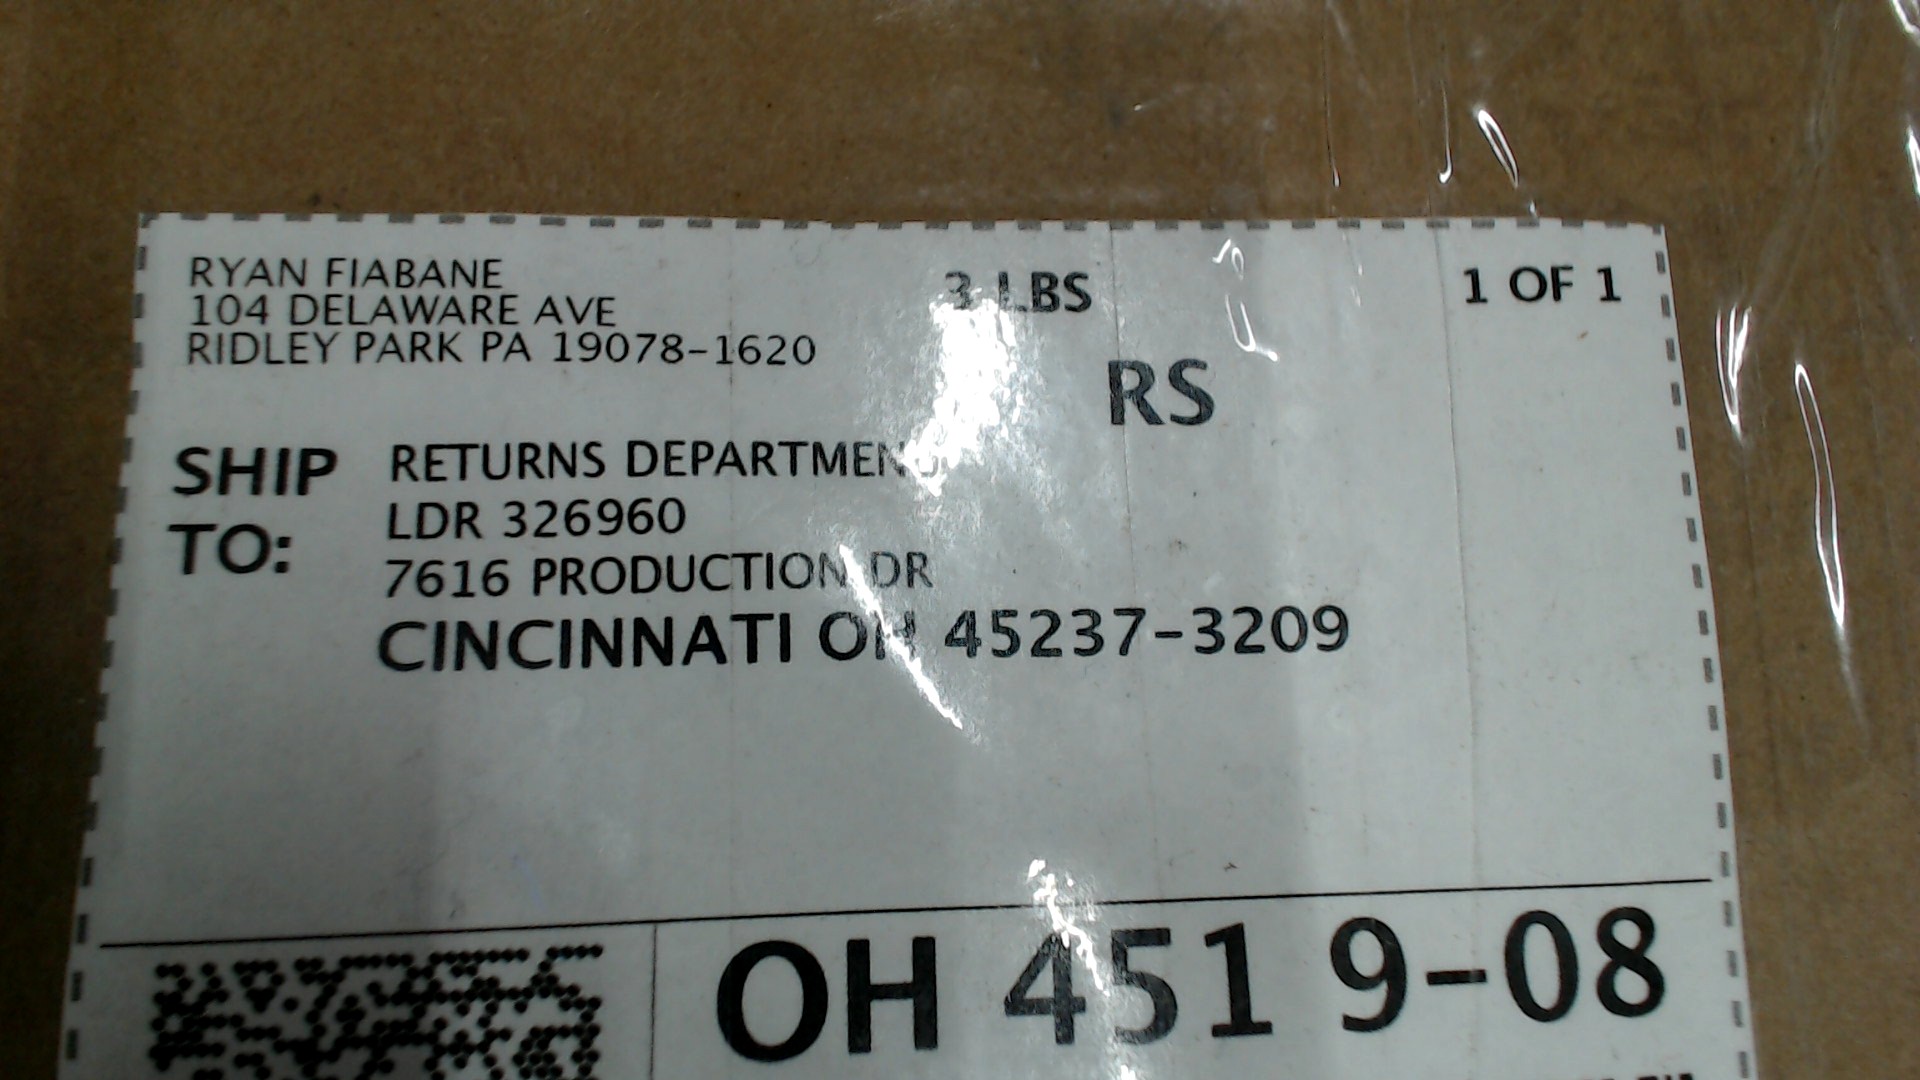 RYAN FIABANE
104 DELAWARE AVE
RIDLEY PARK PA 19078-1620
3 LBS
1 OF 1
RS
SHIP TO:
RETURNS DEPARTMENT
LDR 326960
7616 PRODUCTION DR
CINCINNATI OH 45237-3209
OH 451 9-08